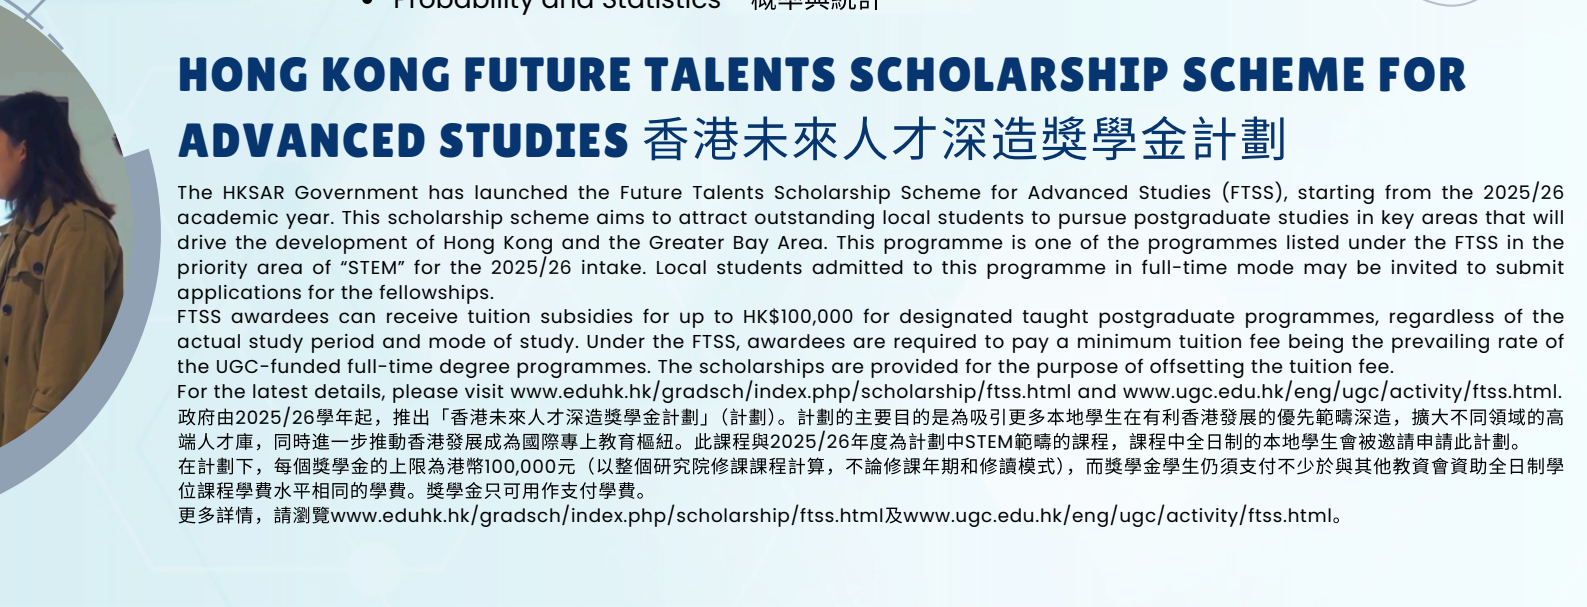 • Probability and Statistics 概率與統計
HONG KONG FUTURE TALENTS SCHOLARSHIP SCHEME FOR
ADVANCED STUDIES 香港未來人才深造獎學金計劃
The HKSAR Government has launched the Future Talents Scholarship Scheme for Advanced Studies (FTSS), starting from the 2025/26
academic year. This scholarship scheme aims to attract outstanding local students to pursue postgraduate studies in key areas that will
drive the development of Hong Kong and the Greater Bay Area. This programme is one of the programmes listed under the FTSS in the
priority area of “STEM” for the 2025/26 intake. Local students admitted to this programme in full-time mode may be invited to submit
applications for the fellowships.
FTSS awardees can receive tuition subsidies for up to HK$100,000 for designated taught postgraduate programmes, regardless of the
actual study period and mode of study. Under the FTSS, awardees are required to pay a minimum tuition fee being the prevailing rate of
the UGC-funded full-time degree programmes. The scholarships are provided for the purpose of offsetting the tuition fee.
For the latest details, please visit www.eduhk.hk/gradsch/index.php/scholarship/ftss.html and www.ugc.edu.hk/eng/ugc/activity/ftss.html.
政府由2025/26學年起，推出「香港未來人才深造獎學金計劃」（計劃）。計劃的主要目的是為吸引更多本地學生在有利香港發展的優先範疇深造，擴大不同領域的高
端人才庫，同時進一步推動香港發展成為國際專上教育樞紐。此課程與2025/26年度為計劃中STEM範疇的課程，課程中全日制的本地學生會被邀請申請此計劃。
在計劃下，每個獎學金的上限為港幣100,000元（以整個研究院修課課程計算，不論修課年期和修讀模式），而獎學金學生仍須支付不少於與其他教資會資助全日制學
位課程學費水平相同的學費。獎學金只可用作支付學費。
更多詳情，請瀏覽www.eduhk.hk/gradsch/index.php/scholarship/ftss.html及www.ugc.edu.hk/eng/ugc/activity/ftss.html。